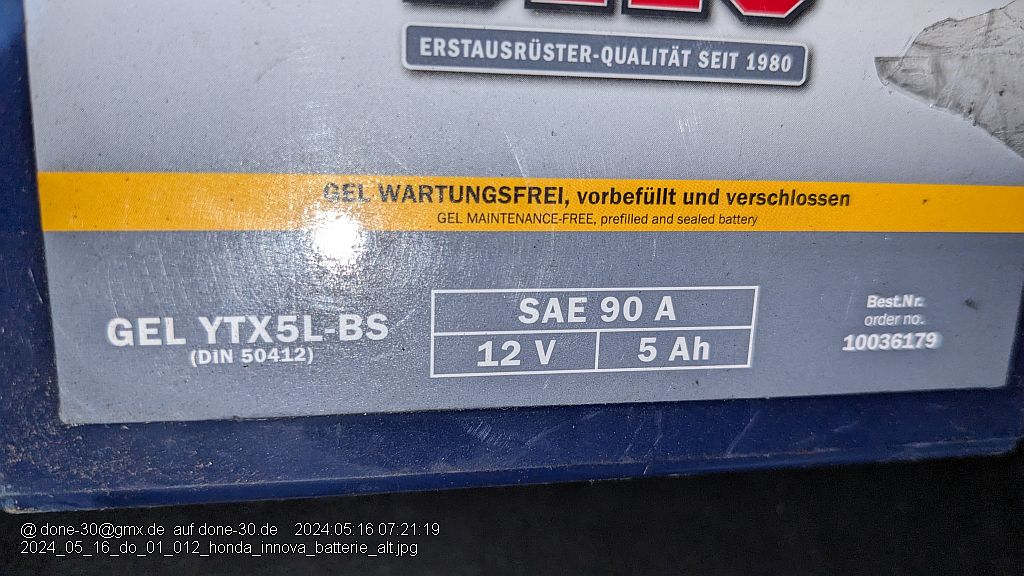 ERSTAUSRÜSTER-QUALITÄT SEIT 1980
GEL WARTUNGSFREI, vorbefüllt und verschlossen
GEL MAINTENANCE-FREE, prefilled and sealed battery
GEL YTX5L-BS
(DIN 50412)
SAE 90 A
12 V
5 Ah
Best.Nr.
order no.
10036179
@ done-30@gmx.de auf done-30.de 2024:05:16 07:21:19
2024_05_16_do_01_012_honda_innova_batterie_alt.jpg